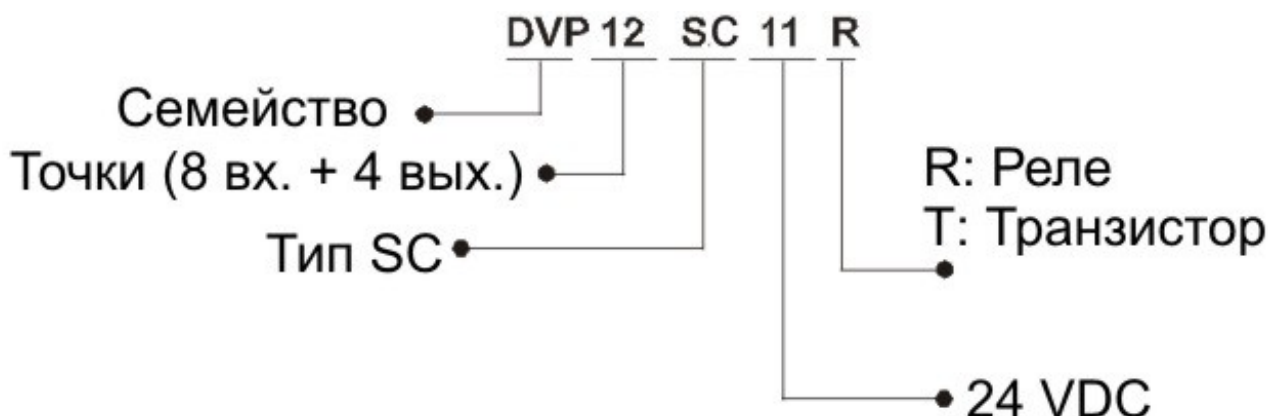 DVP 12 SC 11 R
Семейство
Точки (8 вх. + 4 вых.)
Тип SC
R: Реле
T: Транзистор
24 VDC